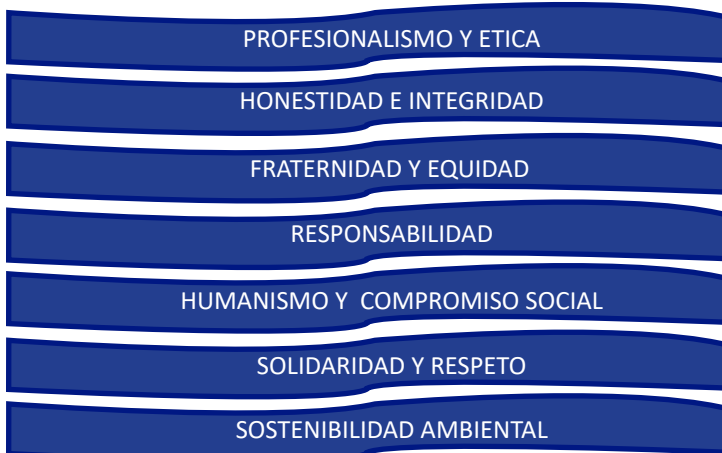 PROFESIONALISMO Y ETICA
HONESTIDAD E INTEGRIDAD
FRATERNIDAD Y EQUIDAD
RESPONSABILIDAD
HUMANISMO Y COMPROMISO SOCIAL
SOLIDARIDAD Y RESPETO
SOSTENIBILIDAD AMBIENTAL